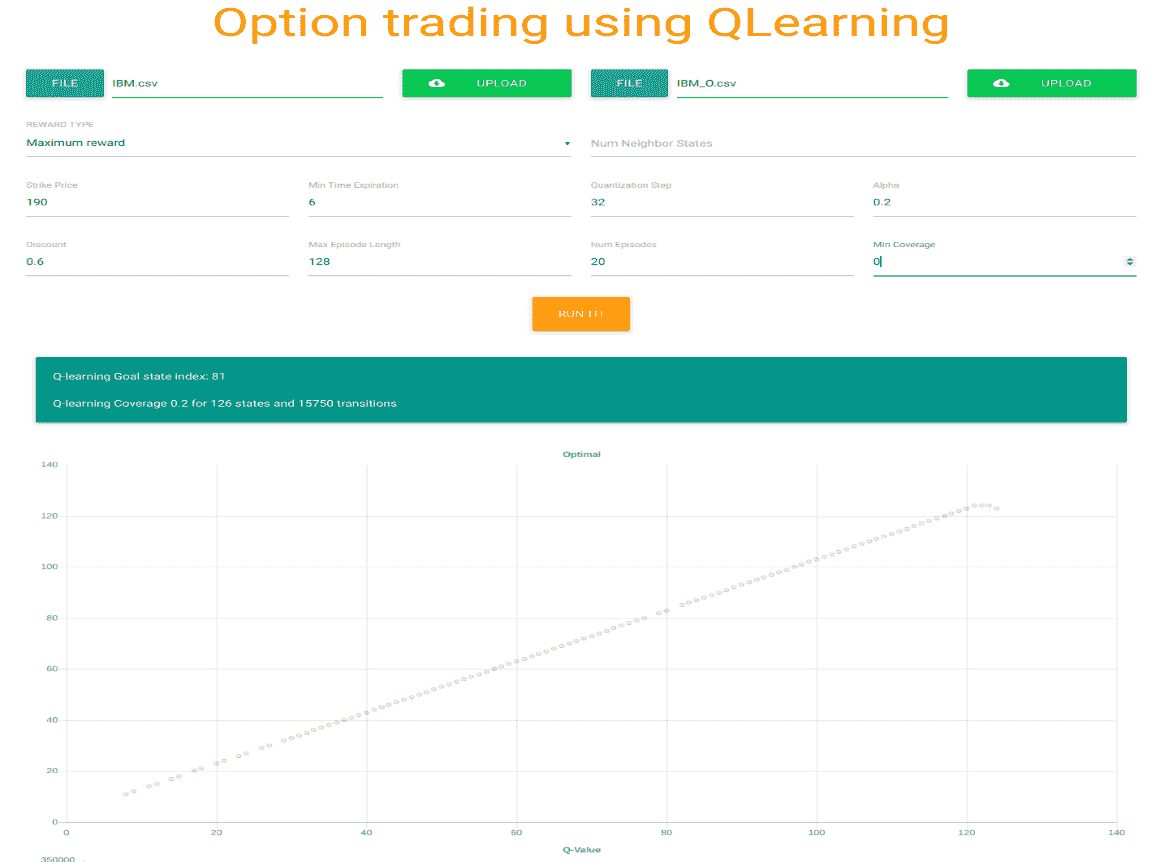 Option trading using QLearning
FILE IBM.csv UPLOAD FILE IBM_O.csv UPLOAD
REWARD TYPE
Maximum reward Num Neighbor States
Strike Price Min Time Expiration Quantization Step Alpha
190 6 32 0.2
Discount Max Episode Length Num Episodes Min Coverage
0.6 128 20 0
RUN IT!
Q-learning Goal state index: 81
Q-learning Coverage 0.2 for 126 states and 15750 transitions
Optimal
140
120
100
80
60
40
20
0
0 20 40 60 80 100 120 140
Q-Value
350000